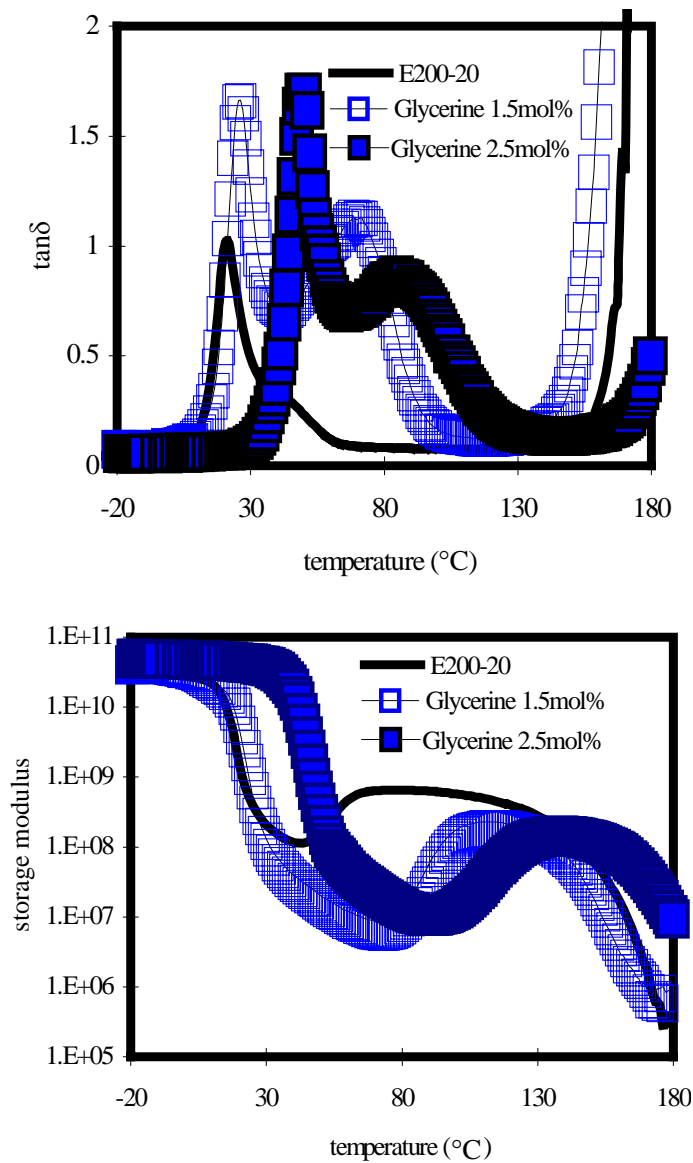 2
E200-20
Glycerine 1.5mol%
1.5
Glycerine 2.5mol%
tanδ
1
0.5
0
-20 30 80 130 180
temperature (°C)
1.E+11
E200-20
1.E+10
Glycerine 1.5mol%
Glycerine 2.5mol%
1.E+09
storage modulus
1.E+08
1.E+07
1.E+06
1.E+05
-20 30 80 130 180
temperature (°C)